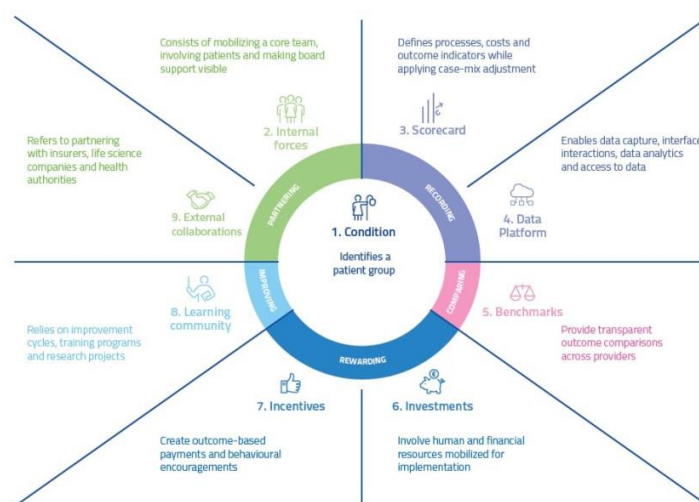 Consists of mobilizing a core team,
involving patients and making board
support visible
2. Internal
forces
Defines processes, costs and
outcome indicators while
applying case-mix adjustment
3. Scorecard
Refers to partnering
with insurers, life science
companies and health
authorities
9. External
collaborations
Enables data capture, interface
interactions, data analytics
and access to data
4. Data
Platform
PARTNERING
RECORDING
1. Condition
Identifies a
patient group
IMPROVING
COMPARING
REWARDING
8. Learning
community
Relies on improvement
cycles, training programs
and research projects
5. Benchmarks
Provide transparent
outcome comparisons
across providers
7. Incentives
Create outcome-based
payments and behavioural
encouragements
6. Investments
Involve human and financial
resources mobilized for
implementation